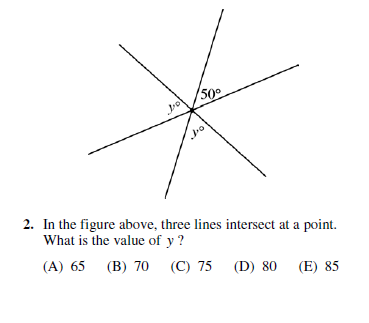 50°
y°
y°
2. In the figure above, three lines intersect at a point.
What is the value of y ?
(A) 65 (B) 70 (C) 75 (D) 80 (E) 85